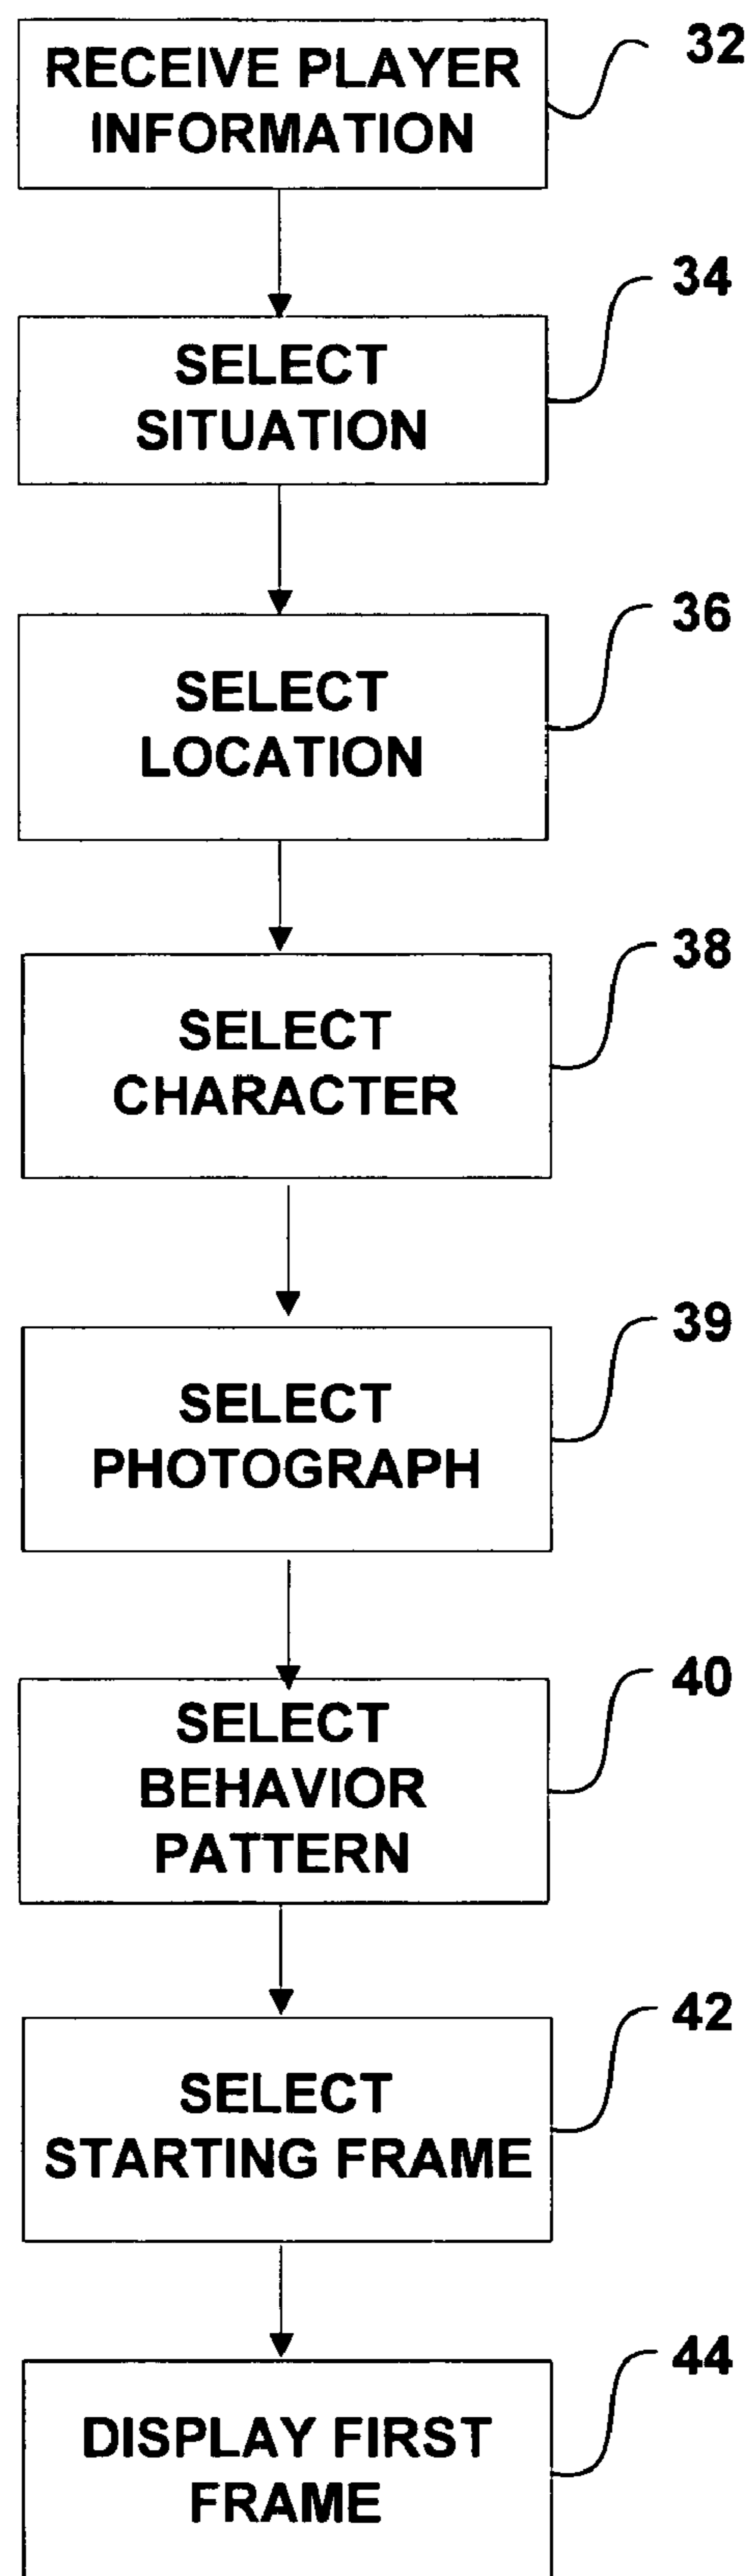 RECEIVE PLAYER
INFORMATION
32
SELECT
SITUATION
34
SELECT
LOCATION
36
SELECT
CHARACTER
38
SELECT
PHOTOGRAPH
39
SELECT
BEHAVIOR
PATTERN
40
SELECT
STARTING FRAME
42
DISPLAY FIRST
FRAME
44